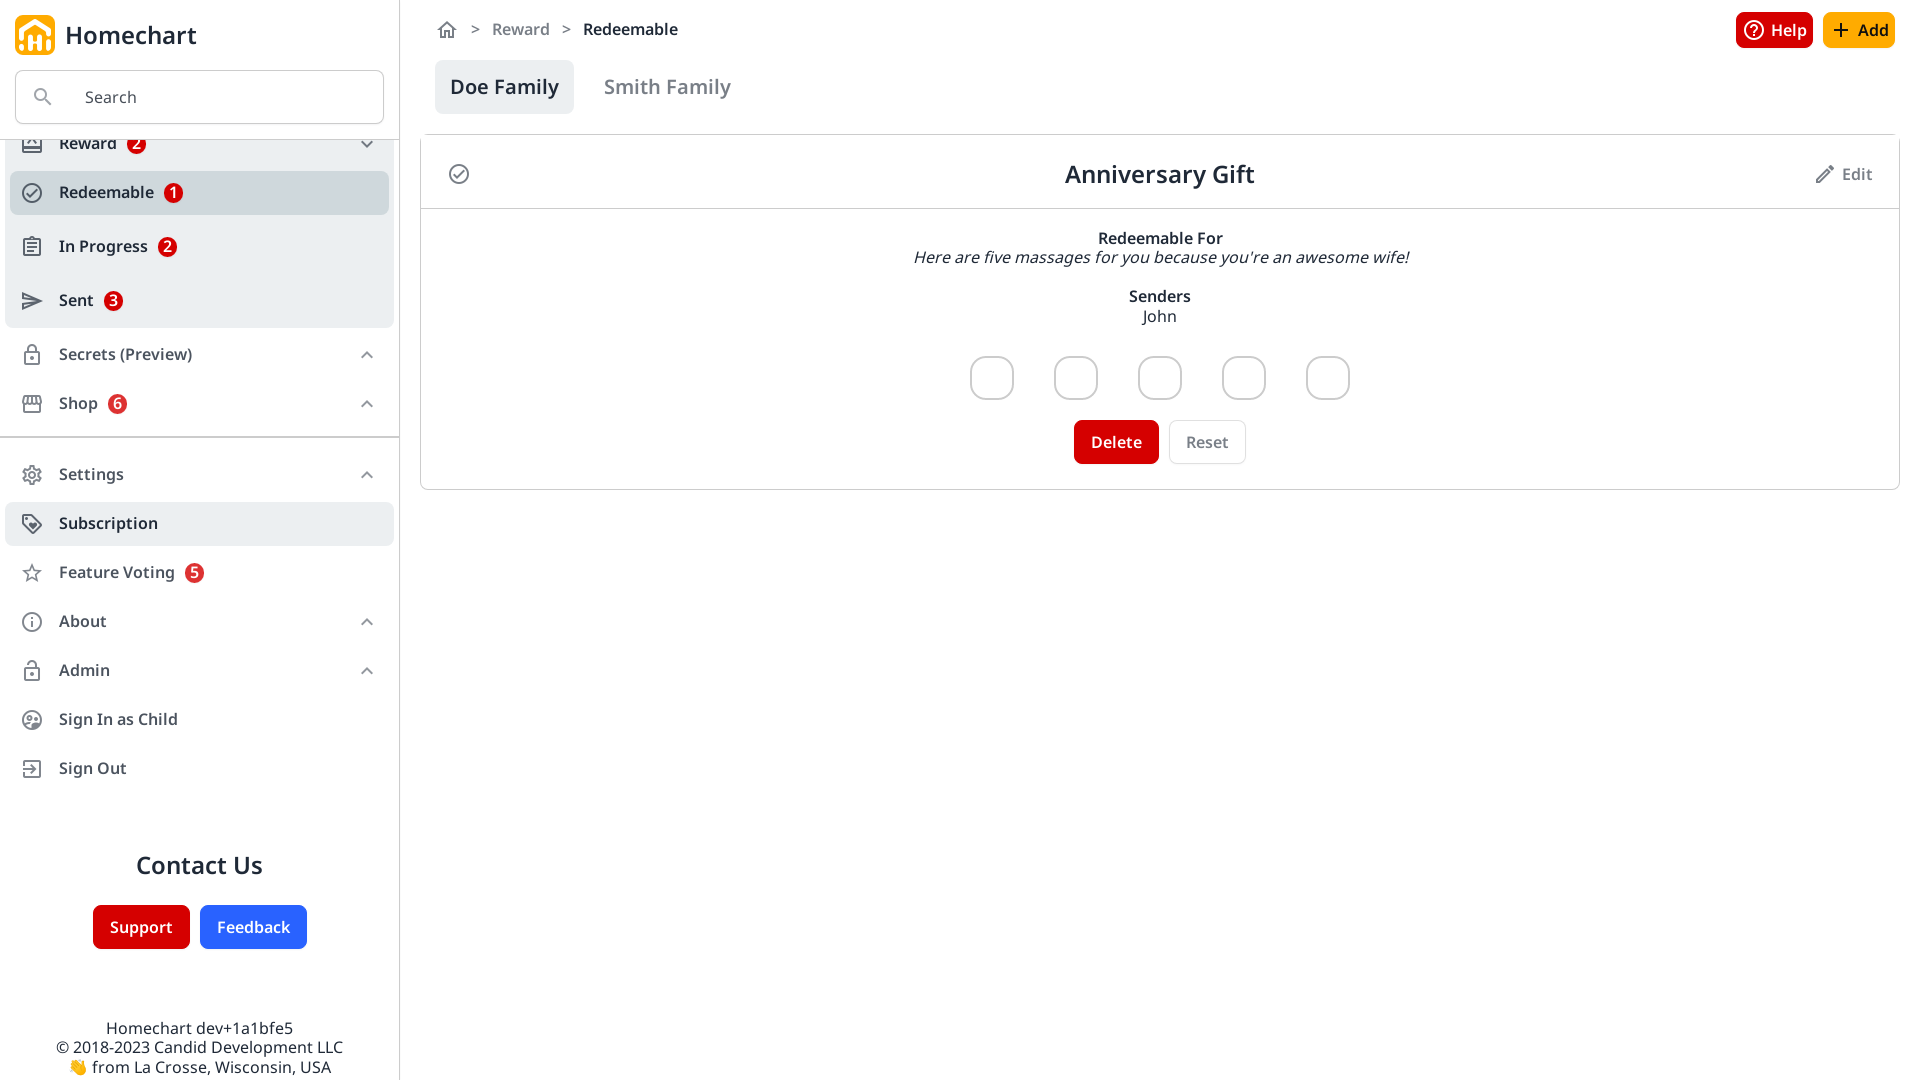 Homechart
Search
Reward 2
Redeemable 1
In Progress 2
Sent 3
Secrets (Preview)
Shop 6
Settings
Subscription
Feature Voting 5
About
Admin
Sign In as Child
Sign Out
Contact Us
Support Feedback
Homechart dev+1a1bfe5
© 2018-2023 Candid Development LLC
👋 from La Crosse, Wisconsin, USA
> Reward > Redeemable
Help + Add
Doe Family Smith Family
Anniversary Gift
Edit
Redeemable For
Here are five massages for you because you're an awesome wife!
Senders
John
Delete Reset